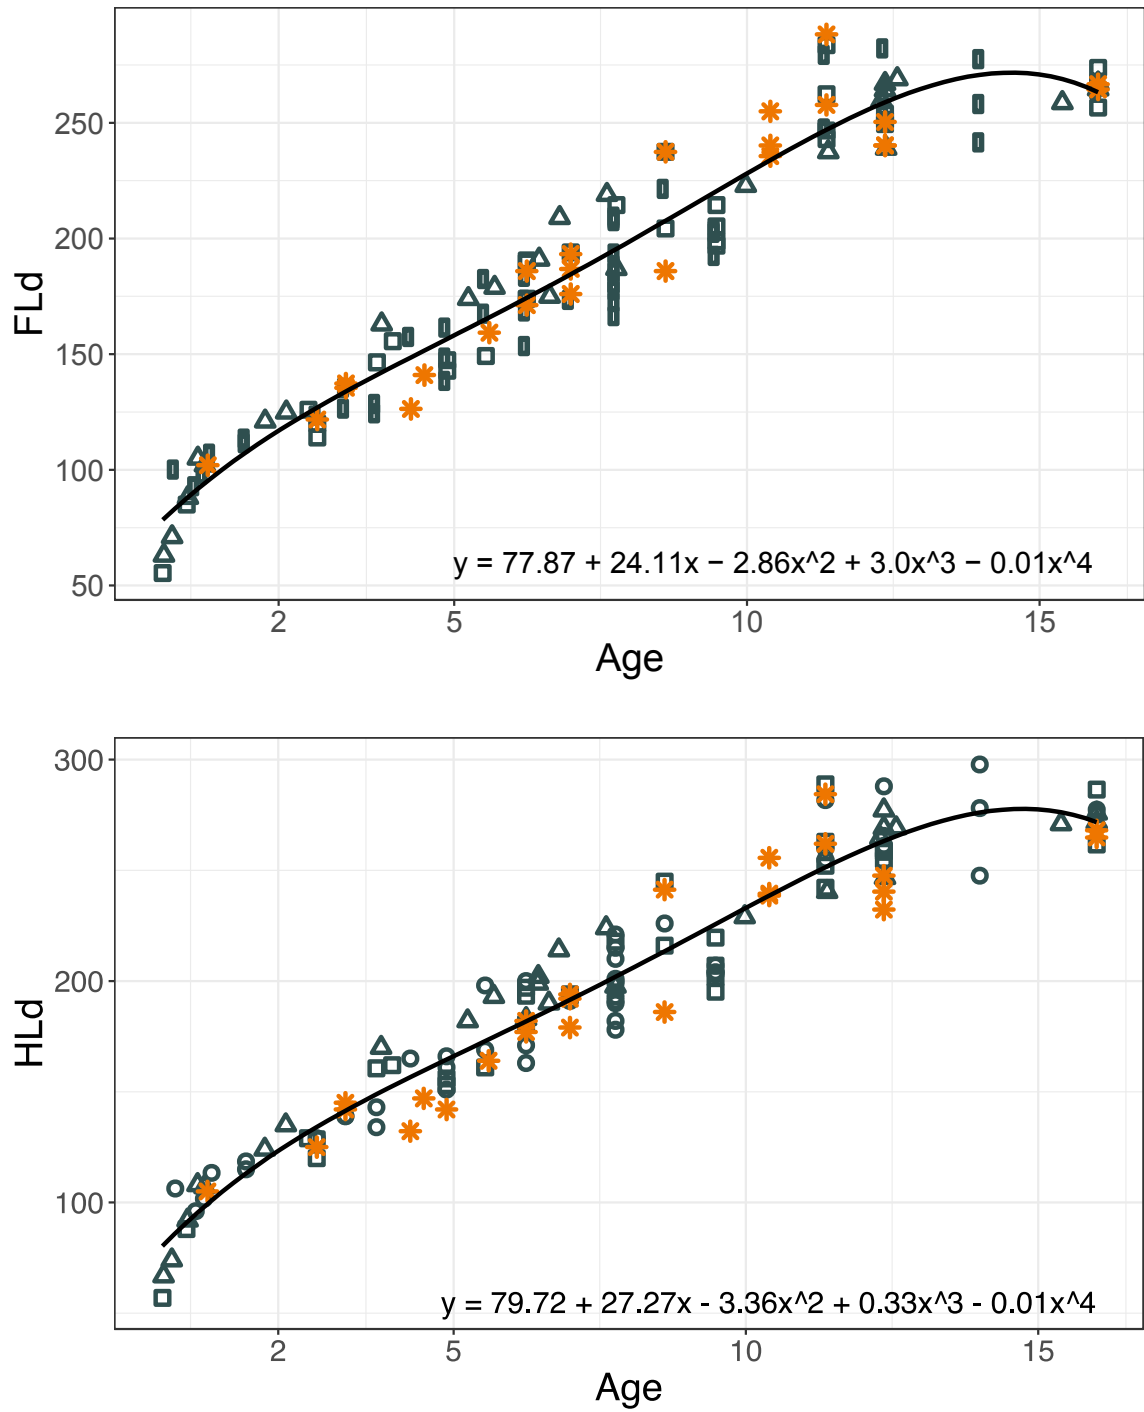 250
200
150
100
50
FLd
y = 77.87 + 24.11x − 2.86x^2 + 3.0x^3 − 0.01x^4
2 5 10 15
Age
300
200
100
HLd
y = 79.72 + 27.27x - 3.36x^2 + 0.33x^3 - 0.01x^4
2 5 10 15
Age